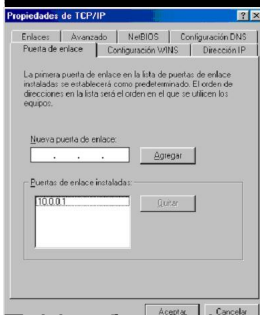 Propiedades de TCP/IP
Enlaces Avanzado NetBIOS Configuración DNS
Puerta de enlace Configuración WINS Dirección IP
La primera puerta de enlace en la lista de puertas de enlace
instaladas se establecerá como predeterminado. El orden de
direcciones en la lista será el orden en el que se utilicen los
equipos.
Nueva puerta de enlace:
. . . Agregar
Puertas de enlace instaladas:
10.0.0.1 Quitar
Aceptar Cancelar